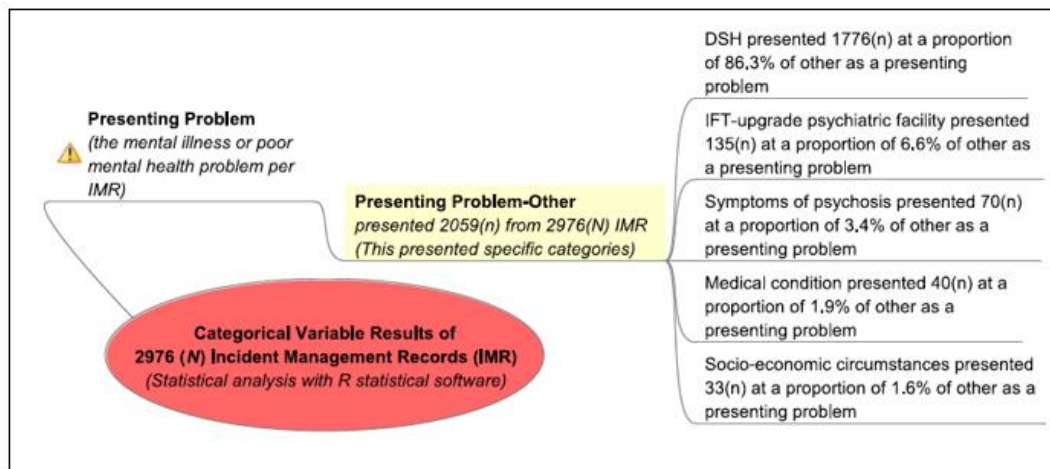 Presenting Problem
(the mental illness or poor
mental health problem per
IMR)
Presenting Problem-Other
presented 2059(n) from 2976(N) IMR
(This presented specific categories)
Categorical Variable Results of
2976 (N) Incident Management Records (IMR)
(Statistical analysis with R statistical software)
DSH presented 1776(n) at a proportion
of 86.3% of other as a presenting
problem
IFT-upgrade psychiatric facility presented
135(n) at a proportion of 6.6% of other as
a presenting problem
Symptoms of psychosis presented 70(n)
at a proportion of 3.4% of other as a
presenting problem
Medical condition presented 40(n) at a
proportion of 1.9% of other as a
presenting problem
Socio-economic circumstances presented
33(n) at a proportion of 1.6% of other as a
presenting problem